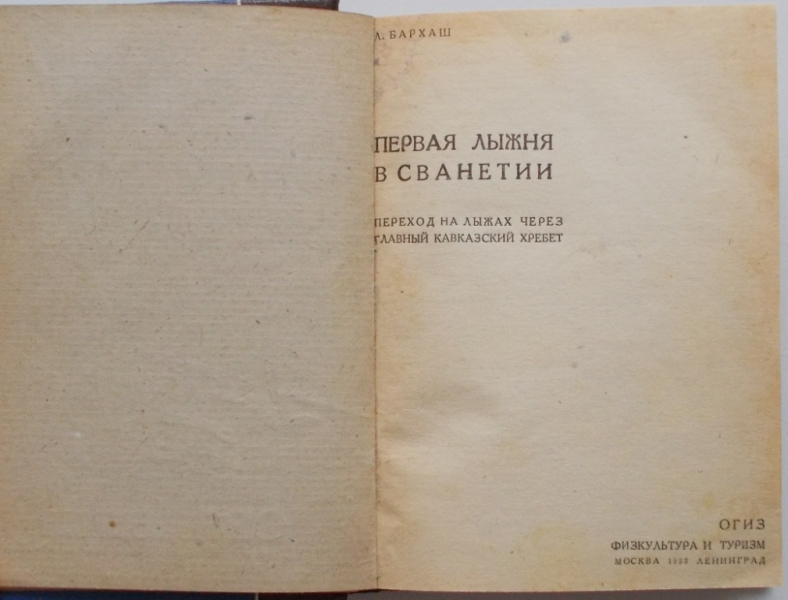 Л. БАРХАШ
ПЕРВАЯ ЛЫЖНЯ
В СВАНЕТИИ
ПЕРЕХОД НА ЛЫЖАХ ЧЕРЕЗ
ГЛАВНЫЙ КАВКАЗСКИЙ ХРЕБЕТ
ОГИЗ
ФИЗКУЛЬТУРА И ТУРИЗМ
МОСКВА ЛЕНИНГРАД